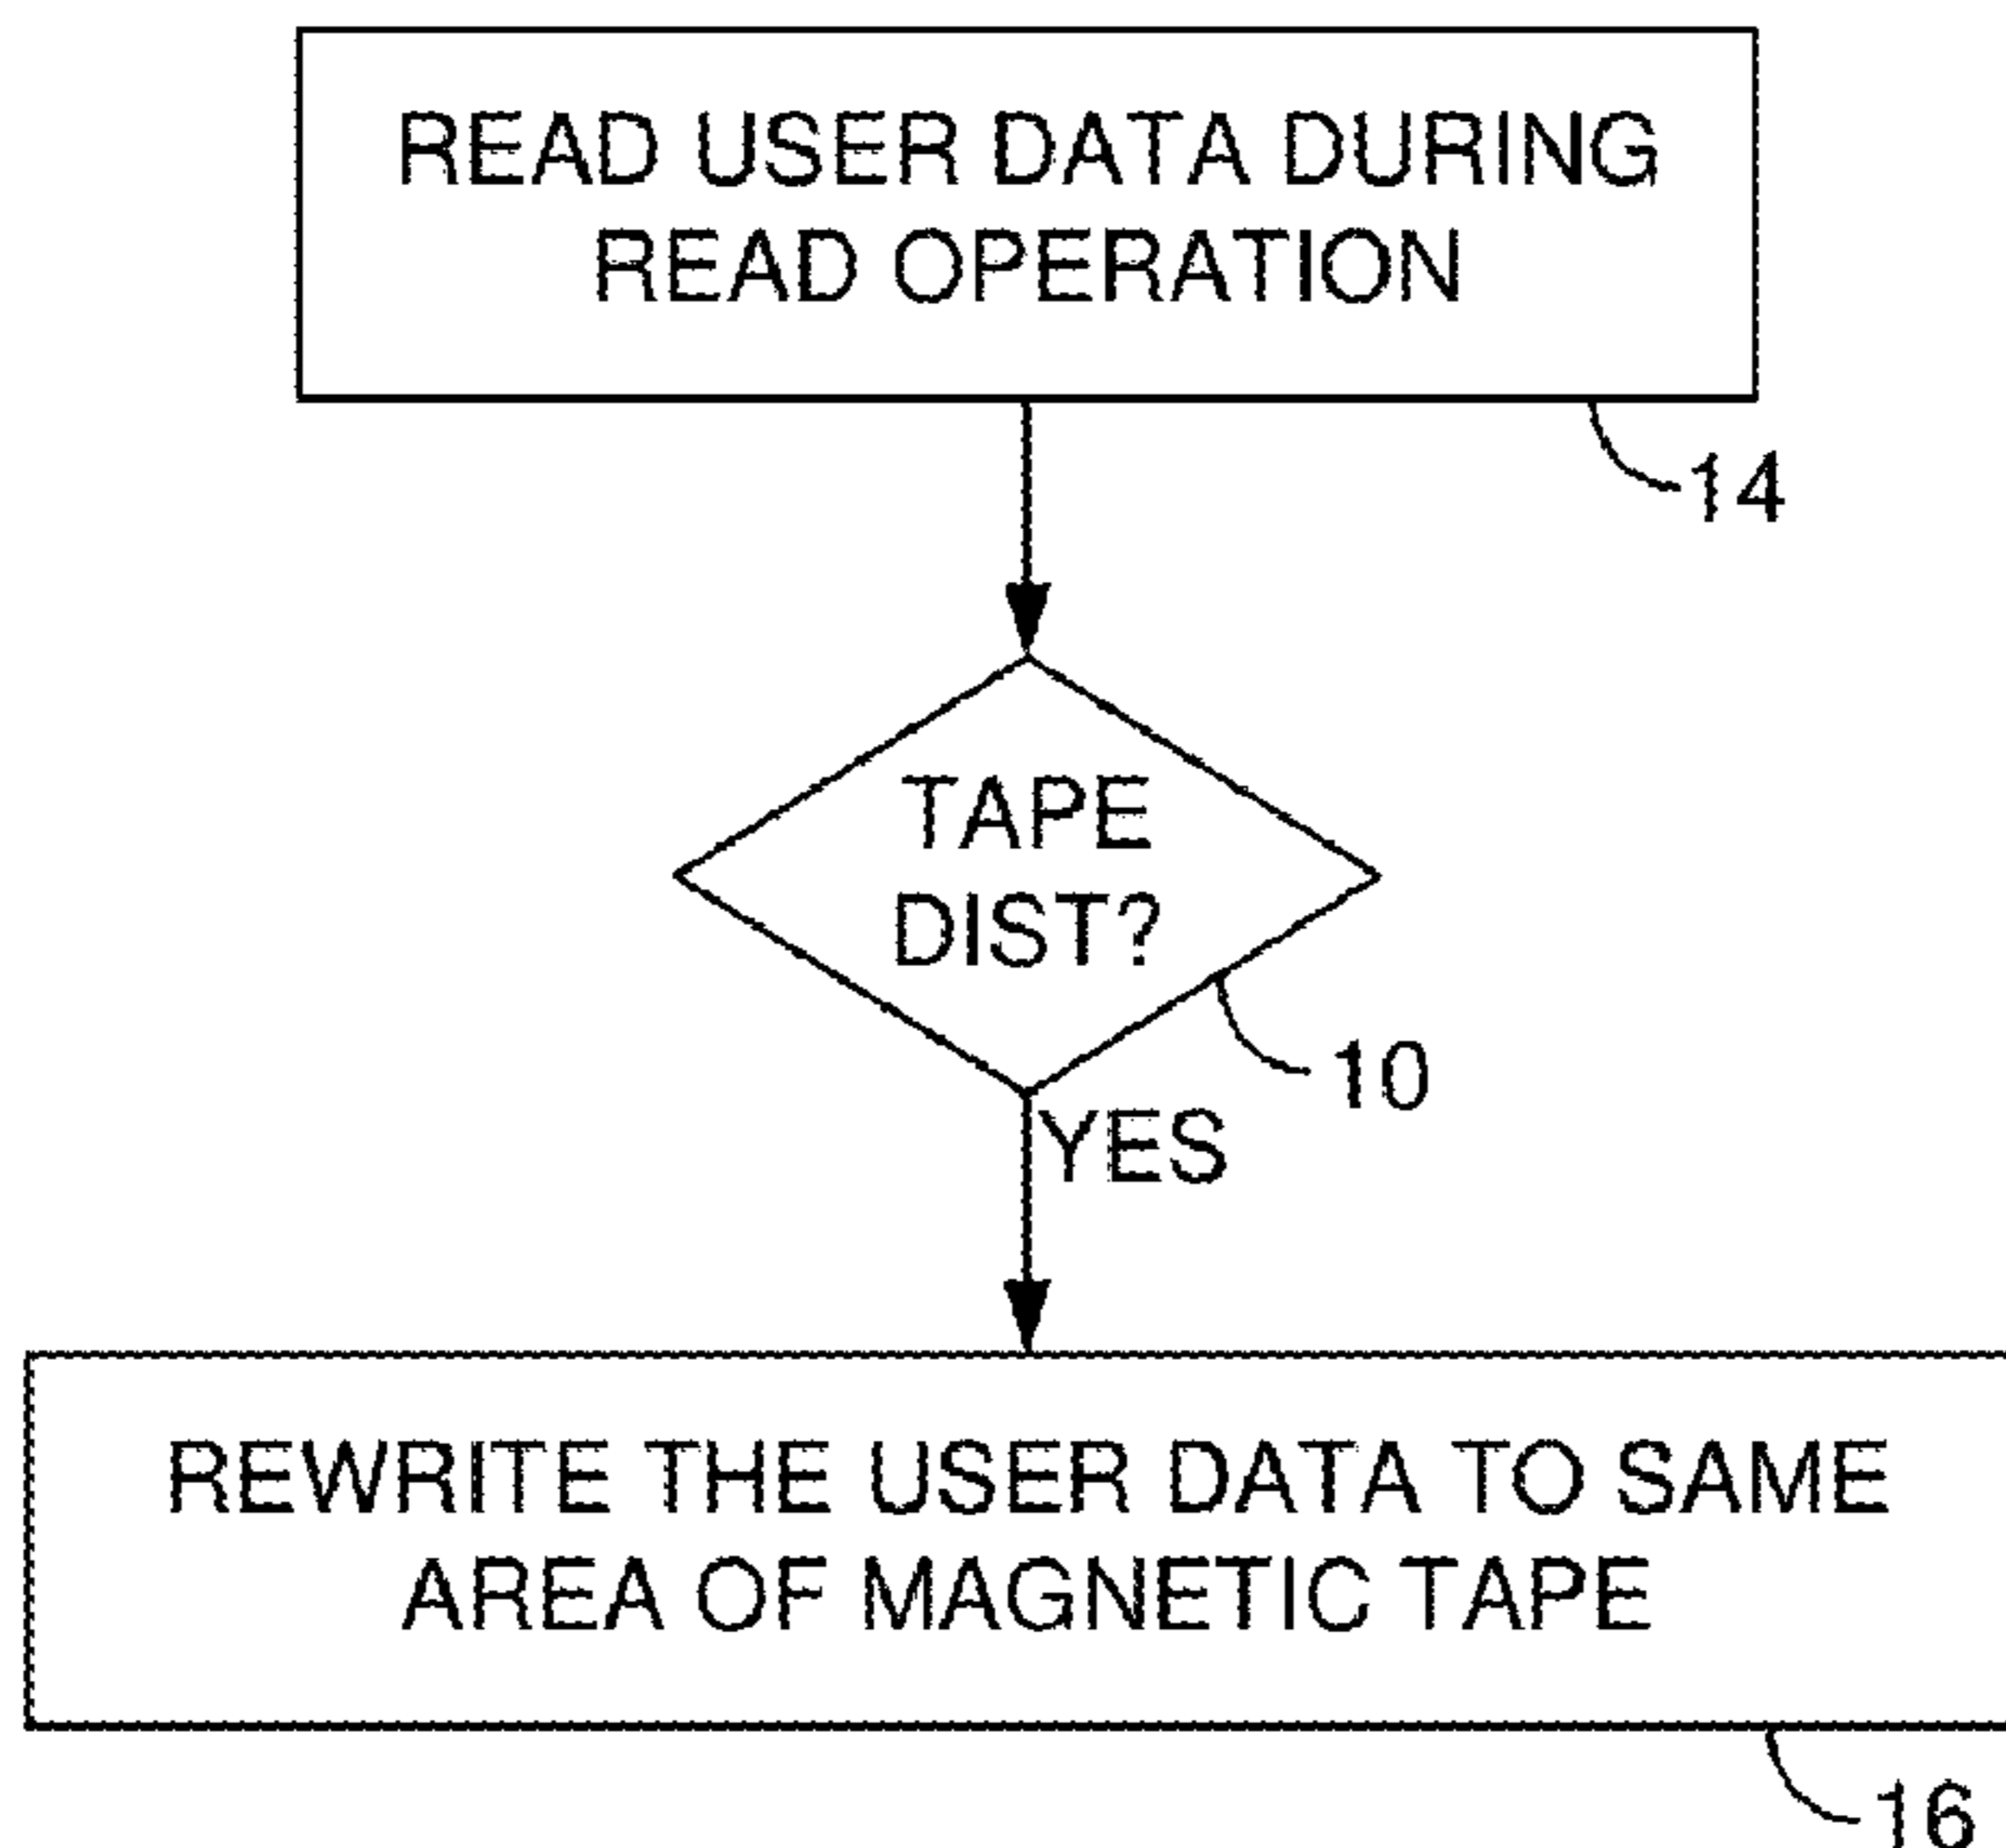 READ USER DATA DURING
READ OPERATION
14
TAPE
DIST?
10
YES
REWRITE THE USER DATA TO SAME
AREA OF MAGNETIC TAPE
16